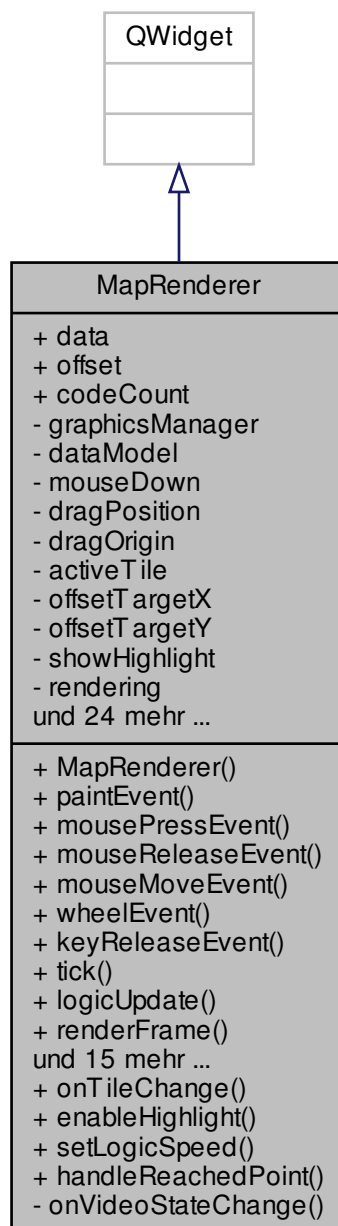 QWidget
MapRenderer
+ data
+ offset
+ codeCount
- graphicsManager
- dataModel
- mouseDown
- dragPosition
- dragOrigin
- activeTile
- offsetTargetX
- offsetTargetY
- showHighlight
- rendering
und 24 mehr ...
+ MapRenderer()
+ paintEvent()
+ mousePressEvent()
+ mouseReleaseEvent()
+ mouseMoveEvent()
+ wheelEvent()
+ keyReleaseEvent()
+ tick()
+ logicUpdate()
+ renderFrame()
und 15 mehr ...
+ onTileChange()
+ enableHighlight()
+ setLogicSpeed()
+ handleReachedPoint()
- onVideoStateChange()